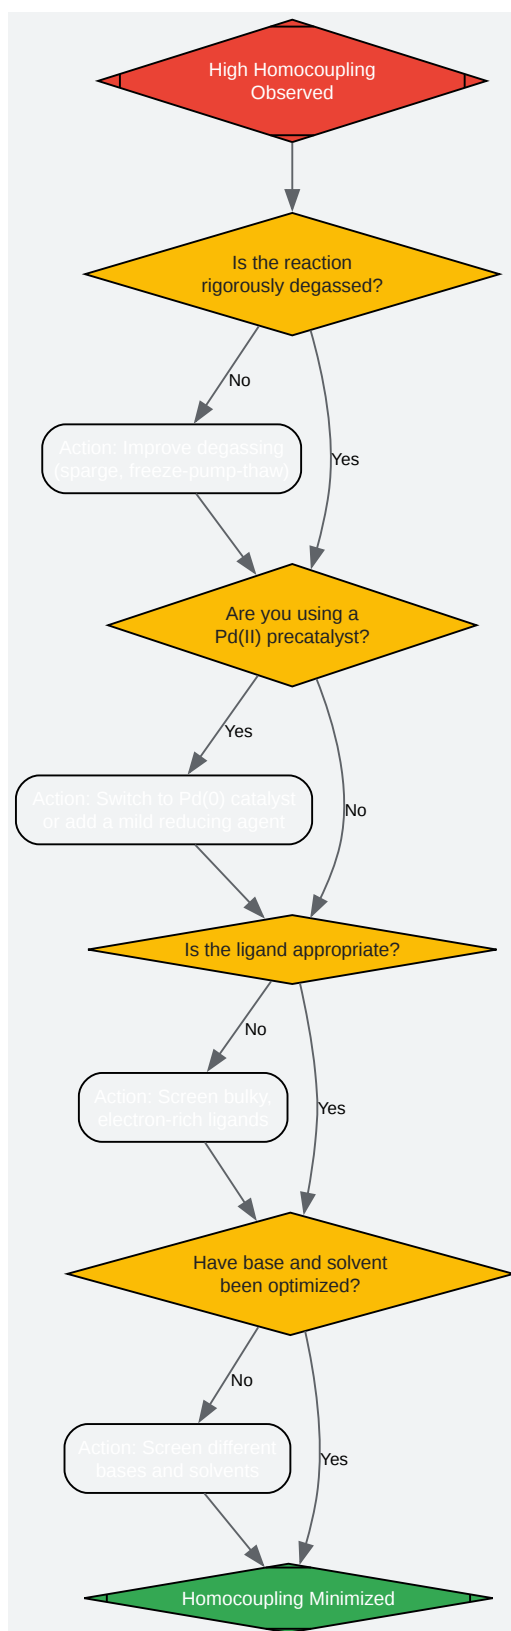 High Homocoupling
Observed
Is the reaction
rigorously degassed?
No
Action: Improve degassing
(sparge, freeze-pump-thaw)
Yes
Are you using a
Pd(II) precatalyst?
Yes
Action: Switch to Pd(0) catalyst
or add a mild reducing agent
No
Is the ligand appropriate?
No
Action: Screen bulky,
electron-rich ligands
Yes
Have base and solvent
been optimized?
No
Action: Screen different
bases and solvents
Yes
Homocoupling Minimized